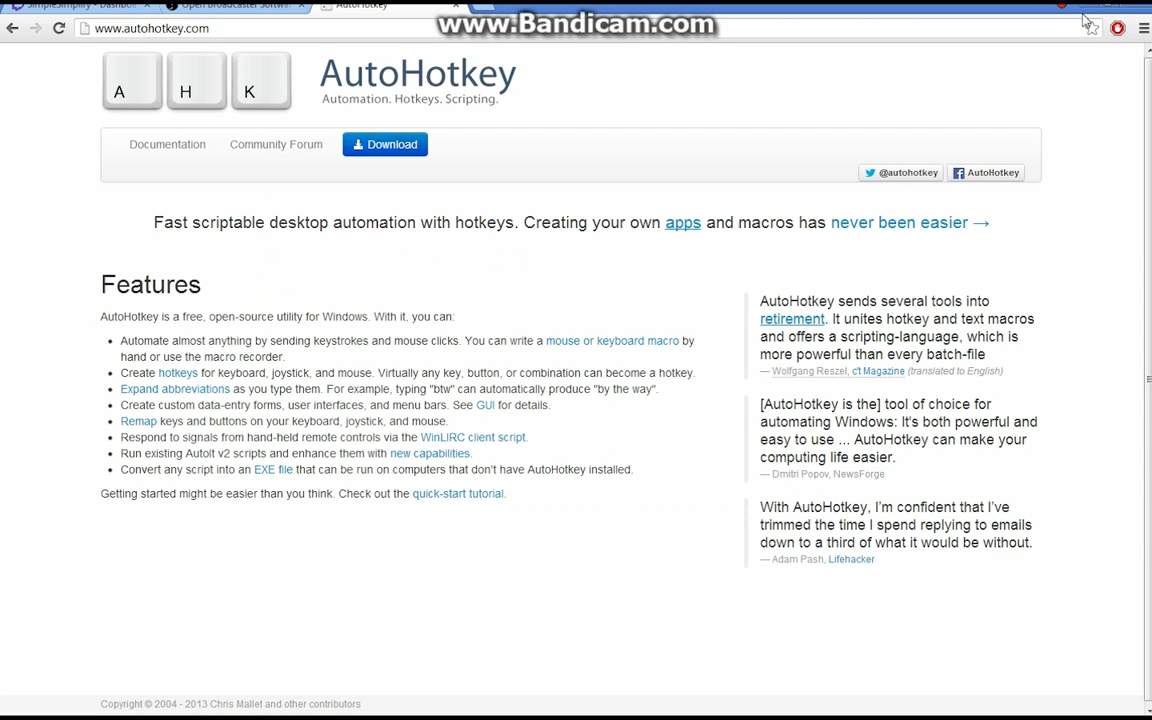 SimpleSimplify - Dashbo
Open Broadcaster Softw
AutoHotkey
www.Bandicam.com
www.autohotkey.com
A H K
AutoHotkey
Automation. Hotkeys. Scripting.
Documentation Community Forum Download
@autohotkey AutoHotkey
Fast scriptable desktop automation with hotkeys. Creating your own apps and macros has never been easier →
Features
AutoHotkey is a free, open-source utility for Windows. With it, you can:
• Automate almost anything by sending keystrokes and mouse clicks. You can write a mouse or keyboard macro by
hand or use the macro recorder.
• Create hotkeys for keyboard, joystick, and mouse. Virtually any key, button, or combination can become a hotkey.
• Expand abbreviations as you type them. For example, typing "btw" can automatically produce "by the way".
• Create custom data-entry forms, user interfaces, and menu bars. See GUI for details.
• Remap keys and buttons on your keyboard, joystick, and mouse.
• Respond to signals from hand-held remote controls via the WinLIRC client script.
• Run existing AutoIt v2 scripts and enhance them with new capabilities.
• Convert any script into an EXE file that can be run on computers that don't have AutoHotkey installed.
Getting started might be easier than you think. Check out the quick-start tutorial.
AutoHotkey sends several tools into
retirement. It unites hotkey and text macros
and offers a scripting-language, which is
more powerful than every batch-file
— Wolfgang Reszel, c't Magazine (translated to English)
[AutoHotkey is the] tool of choice for
automating Windows: It's both powerful and
easy to use ... AutoHotkey can make your
computing life easier.
— Dmitri Popov, NewsForge
With AutoHotkey, I'm confident that I've
trimmed the time I spend replying to emails
down to a third of what it would be without.
— Adam Pash, Lifehacker
Copyright © 2004 - 2013 Chris Mallet and other contributors